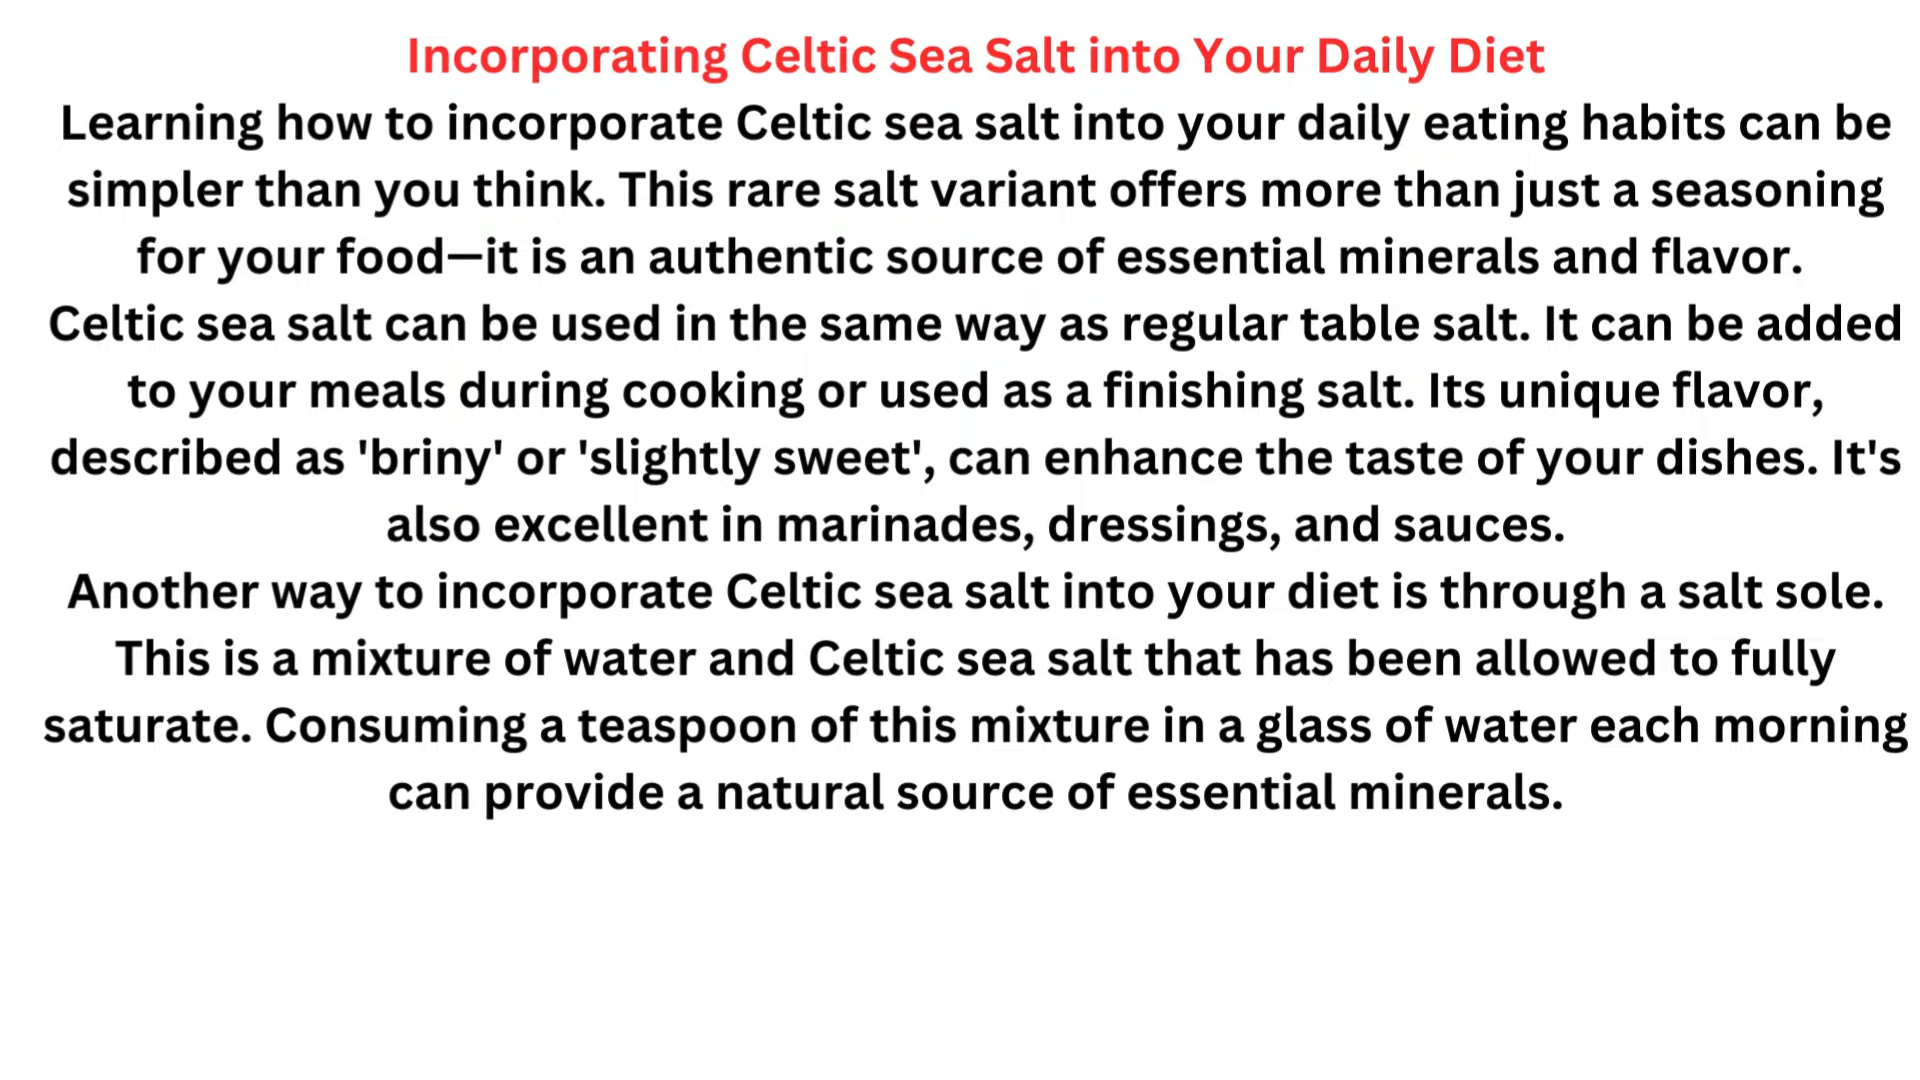 Incorporating Celtic Sea Salt into Your Daily Diet
Learning how to incorporate Celtic sea salt into your daily eating habits can be
simpler than you think. This rare salt variant offers more than just a seasoning
for your food—it is an authentic source of essential minerals and flavor.
Celtic sea salt can be used in the same way as regular table salt. It can be added
to your meals during cooking or used as a finishing salt. Its unique flavor,
described as 'briny' or 'slightly sweet', can enhance the taste of your dishes. It's
also excellent in marinades, dressings, and sauces.
Another way to incorporate Celtic sea salt into your diet is through a salt sole.
This is a mixture of water and Celtic sea salt that has been allowed to fully
saturate. Consuming a teaspoon of this mixture in a glass of water each morning
can provide a natural source of essential minerals.